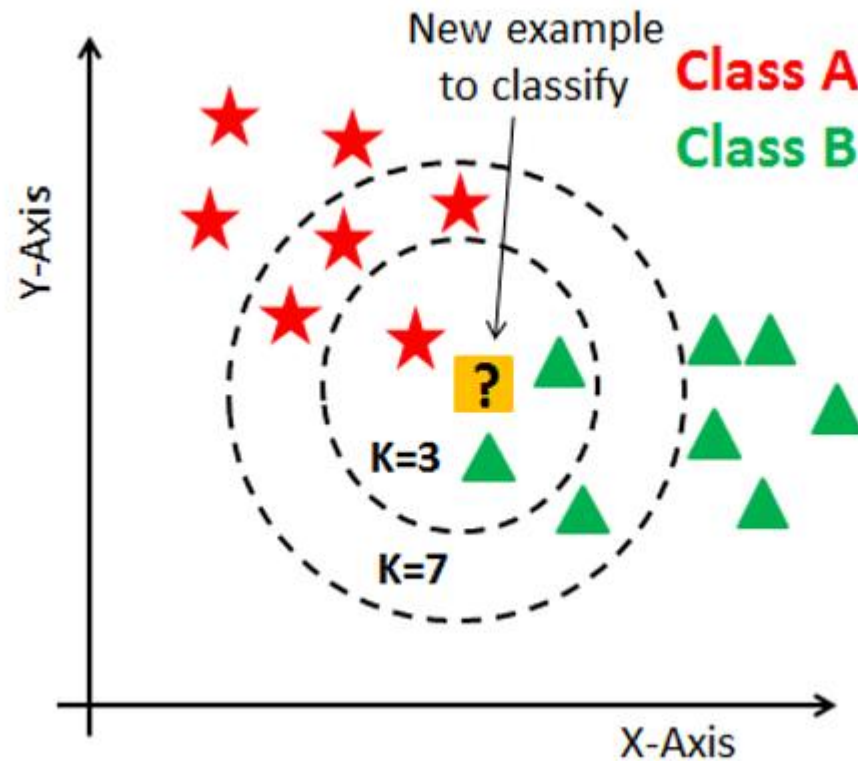 New example
to classify
Class A
Class B
Y-Axis
?
K=3
K=7
X-Axis